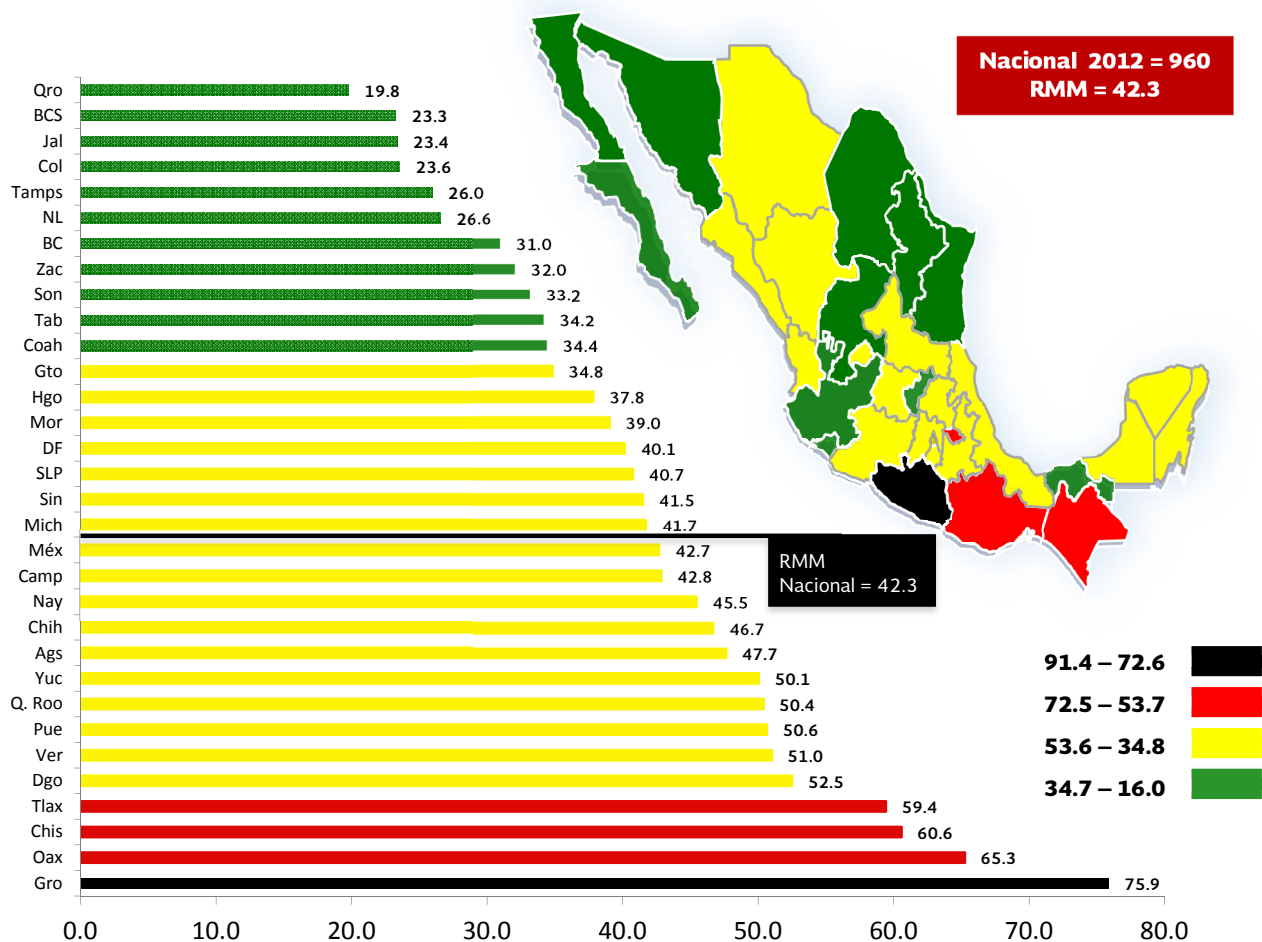 Nacional 2012 = 960
RMM = 42.3
Qro 19.8
BCS 23.3
Jal 23.4
Col 23.6
Tamps 26.0
NL 26.6
BC 31.0
Zac 32.0
Son 33.2
Tab 34.2
Coah 34.4
Gto 34.8
Hgo 37.8
Mor 39.0
DF 40.1
SLP 40.7
Sin 41.5
Mich 41.7
Méx 42.7
Camp 42.8
Nay 45.5
Chih 46.7
Ags 47.7
Yuc 50.1
Q. Roo 50.4
Pue 50.6
Ver 51.0
Dgo 52.5
Tlax 59.4
Chis 60.6
Oax 65.3
Gro 75.9
0.0 10.0 20.0 30.0 40.0 50.0 60.0 70.0 80.0
RMM
Nacional = 42.3
91.4 – 72.6
72.5 – 53.7
53.6 – 34.8
34.7 – 16.0